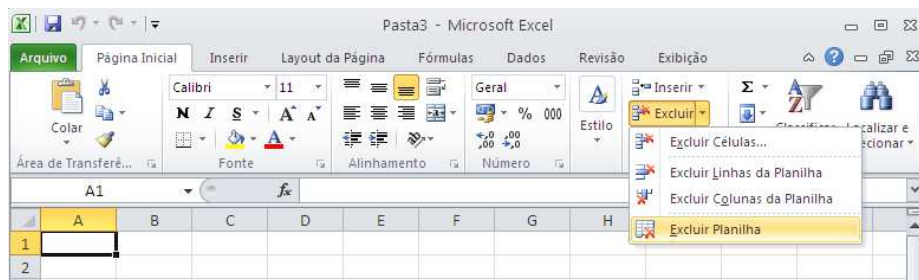 Pasta3 - Microsoft Excel
Arquivo Página Inicial Inserir Layout da Página Fórmulas Dados Revisão Exibição
Calibri 11 Geral Inserir Σ
Colar N I S A A % 000 Estilo Excluir
A ,00 ,00
Área de Transferê... Fonte Alinhamento Número
Excluir Células...
Excluir Linhas da Planilha
Excluir Colunas da Planilha
Excluir Planilha
A1 fx
A B C D E F G H
1
2